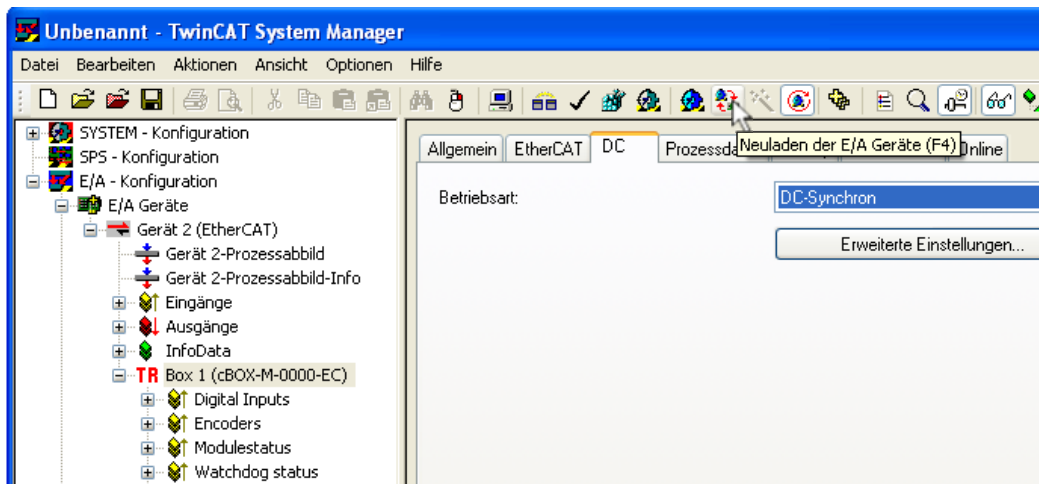 Unbenannt - TwinCAT System Manager
Datei Bearbeiten Aktionen Ansicht Optionen Hilfe
SYSTEM - Konfiguration
SPS - Konfiguration
E/A - Konfiguration
E/A Geräte
Gerät 2 (EtherCAT)
Gerät 2-Prozessabbild
Gerät 2-Prozessabbild-Info
Eingänge
Ausgänge
InfoData
TR Box 1 (cBOX-M-0000-EC)
Digital Inputs
Encoders
Modulestatus
Watchdog status
Neuladen der E/A Geräte (F4)
Allgemein EtherCAT DC Online
Betriebsart: DC-Synchron
Erweiterte Einstellungen...